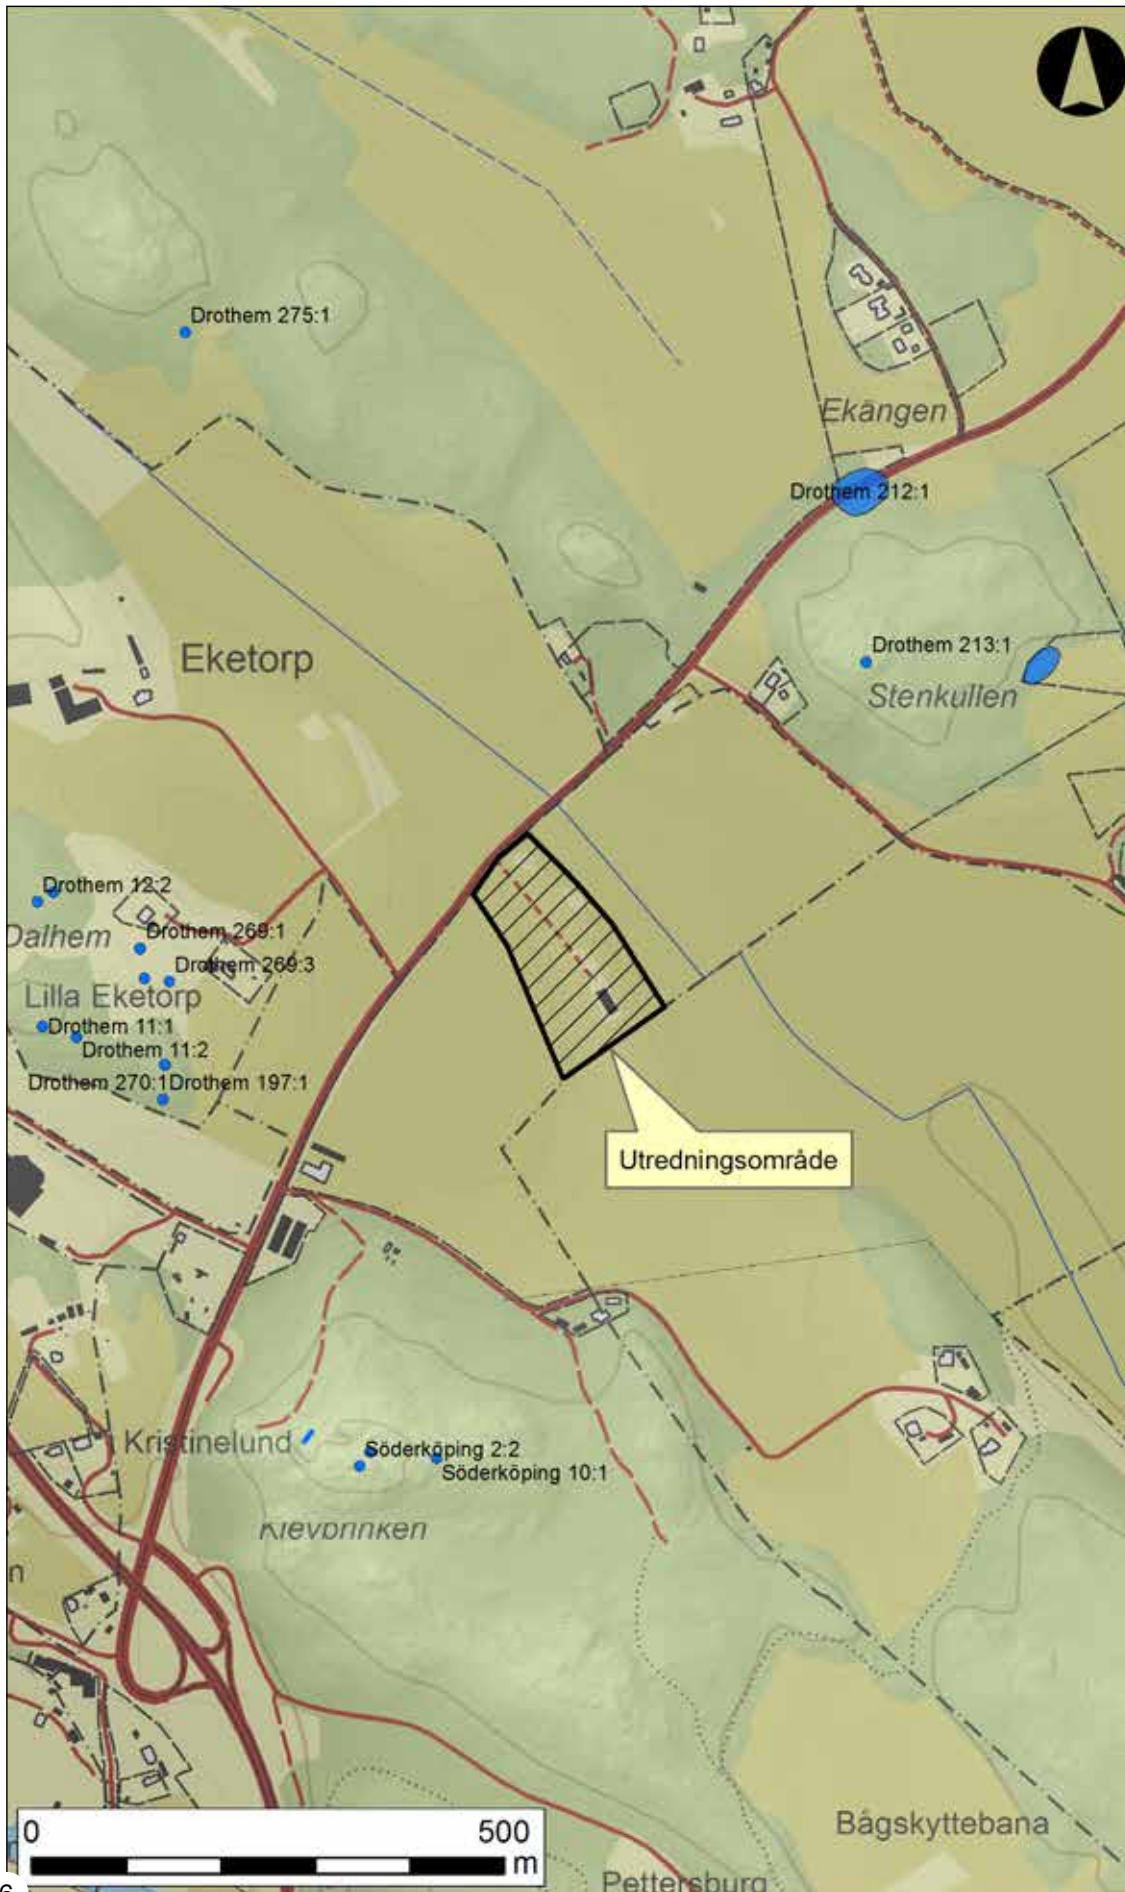 Drothem 275:1
Ekängen
Drothem 212:1
Drothem 213:1
Stenkullen
Eketorp
Drothem 12:2
Dalhem
Drothem 269:1
Drothem 269:3
Lilla Eketorp
Drothem 11:1
Drothem 11:2
Drothem 270:1
Drothem 197:1
Utredningsområde
Kristinelund
Söderköping 2:2
Söderköping 10:1
Klevbrinken
n
Bågskyttebana
0 500
m
Pettersburg
6